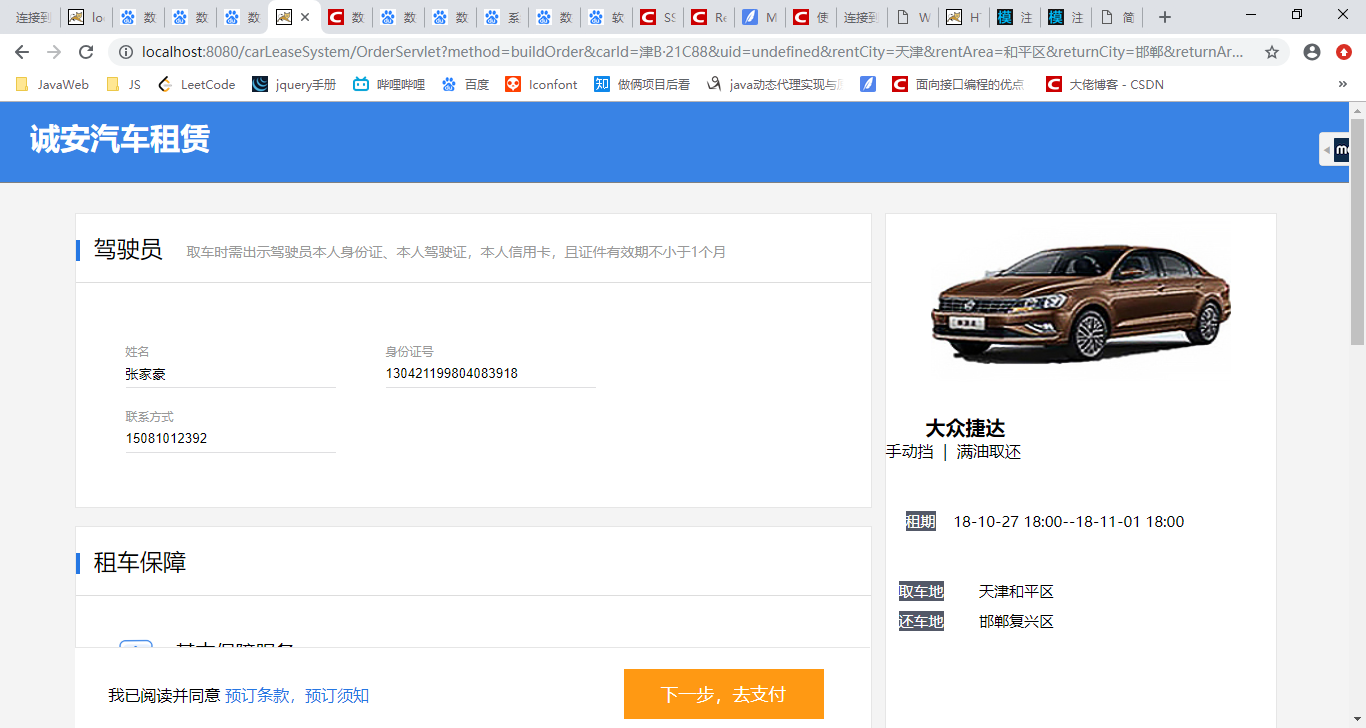 连接到 lo 数 数 数 数 数 数 系 数 软 SS Re M 使 连接到 W H 模 注 模 注 简
localhost:8080/carLeaseSystem/OrderServlet?method=buildOrder&carId=津B·21C88&uid=undefined&rentCity=天津&rentArea=和平区&returnCity=邯郸&returnAr...
JavaWeb JS LeetCode jquery手册 哔哩哔哩 百度 Iconfont 知 做俩项目后看 java动态代理实现与 面向接口编程的优点 大佬博客 - CSDN »
诚安汽车租赁
驾驶员 取车时需出示驾驶员本人身份证、本人驾驶证，本人信用卡，且证件有效期不小于1个月
姓名 身份证号
张家豪 130421199804083918
联系方式
15081012392
大众捷达
手动挡 | 满油取还
租期 18-10-27 18:00--18-11-01 18:00
租车保障
取车地 天津和平区
还车地 邯郸复兴区
基本保障服务
我已阅读并同意 预订条款，预订须知 下一步，去支付